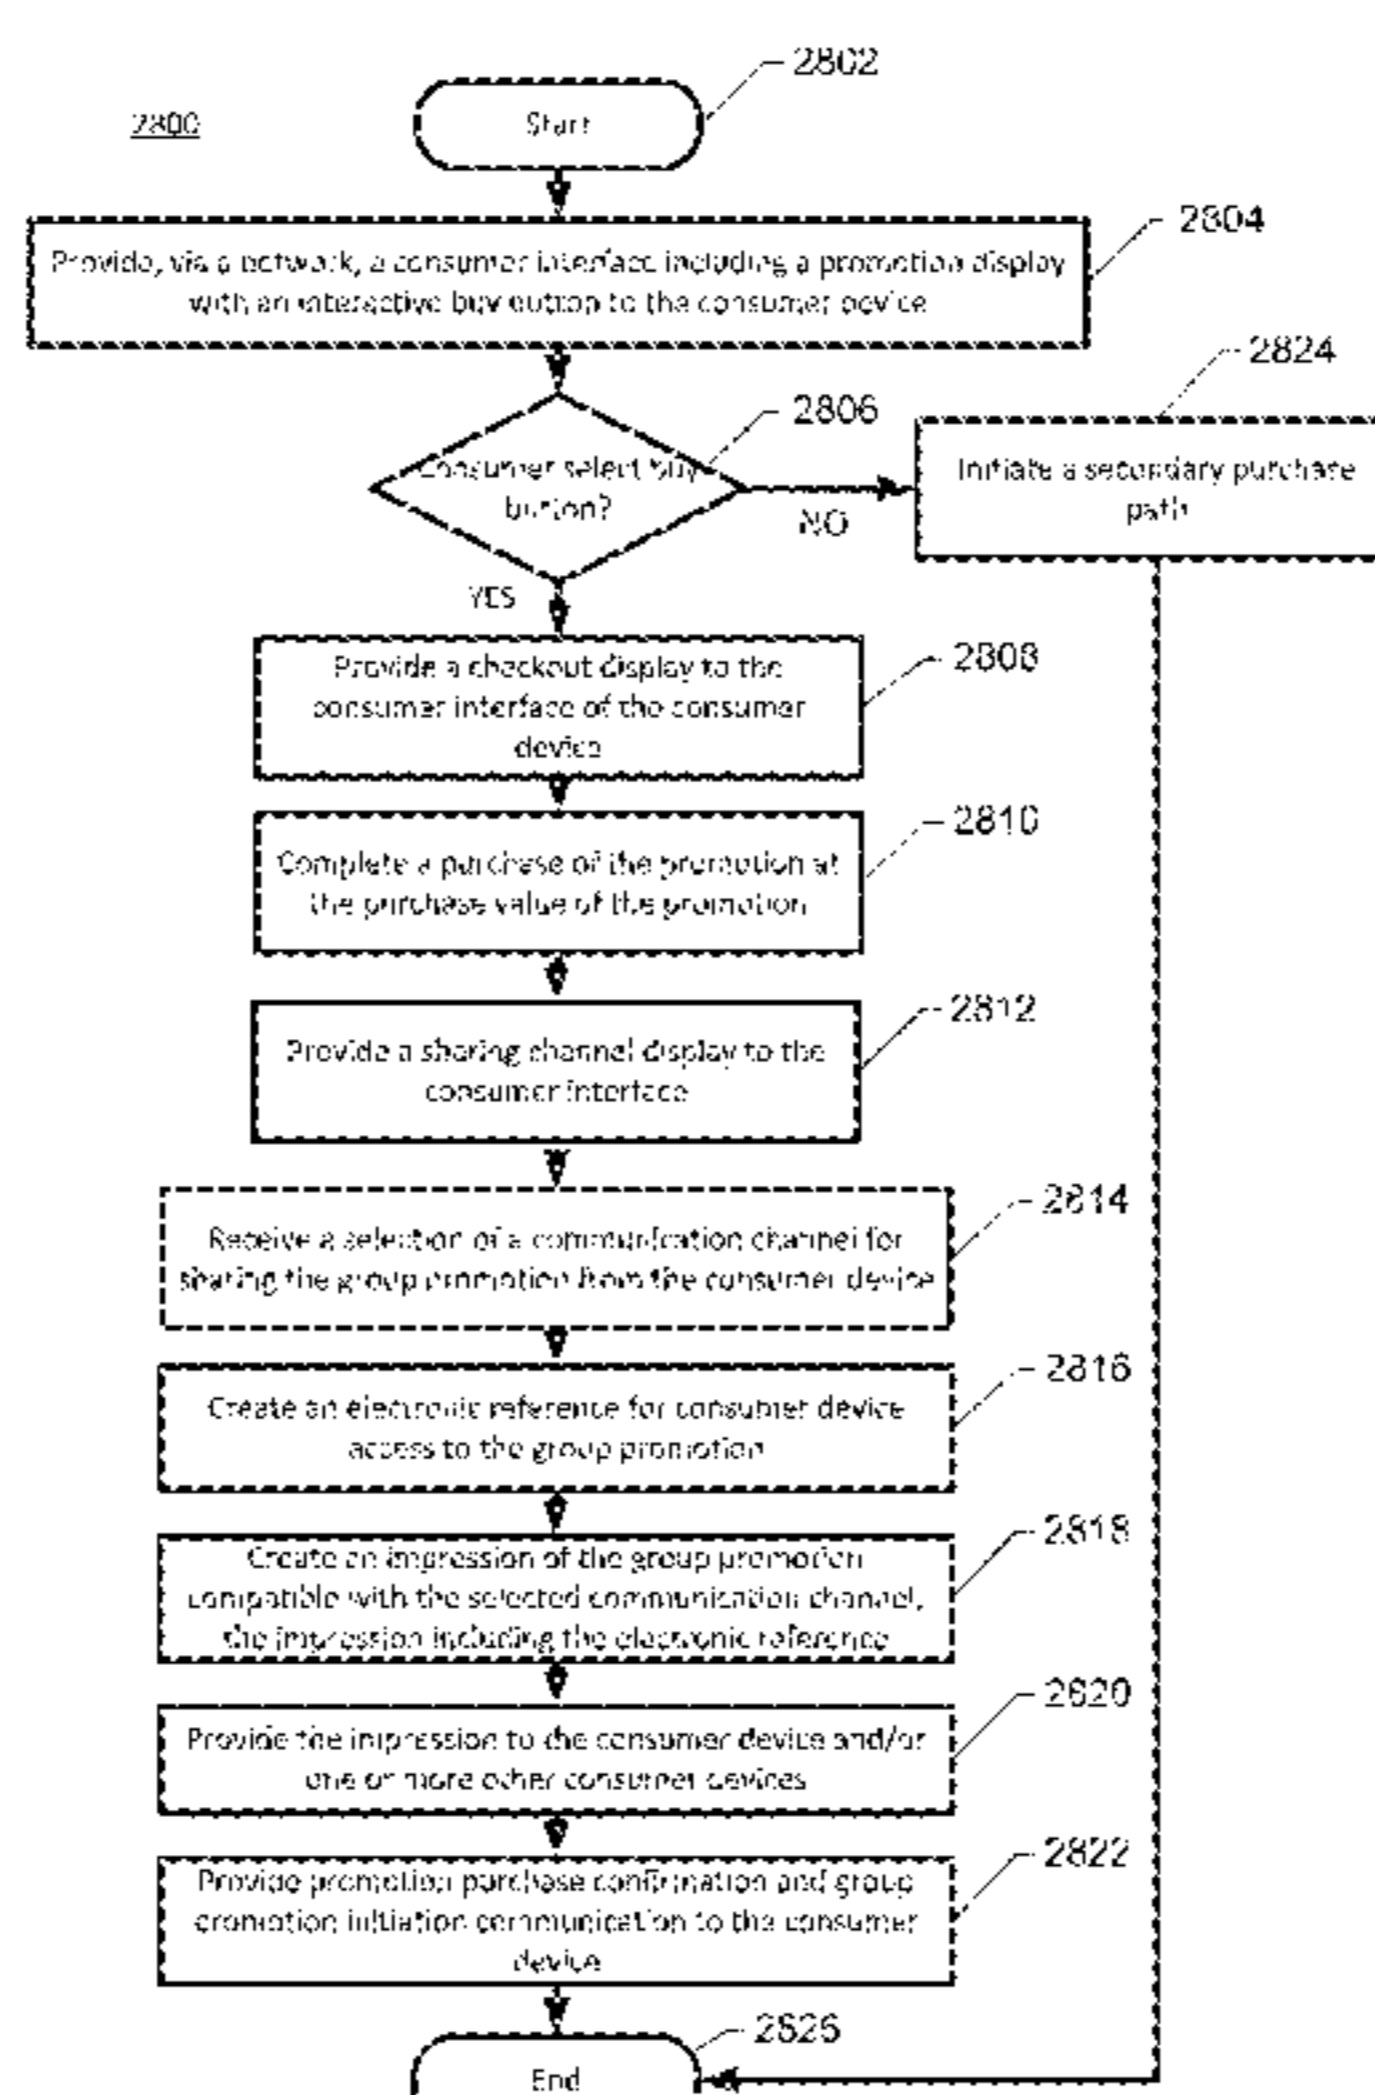 2802
2800
Start
2804
Provide, via a network, a consumer interface including a promotion display
with an interactive buy button to the consumer device
2824
2806
Consumer select buy
button?
Initiate a secondary purchase
path
NO
YES
2808
Provide a checkout display to the
consumer interface of the consumer
device
2810
Complete a purchase of the promotion at
the purchase value of the promotion
2812
Provide a sharing channel display to the
consumer interface
2814
Receive a selection of a communication channel for
sharing the group promotion from the consumer device
2816
Create an electronic reference for consumer device
access to the group promotion
2818
Create an impression of the group promotion
compatible with the selected communication channel,
the impression including the electronic reference
2820
Provide the impression to the consumer device and/or
one or more other consumer devices
2822
Provide promotion purchase confirmation and group
promotion initiation communication to the consumer
device
2826
End